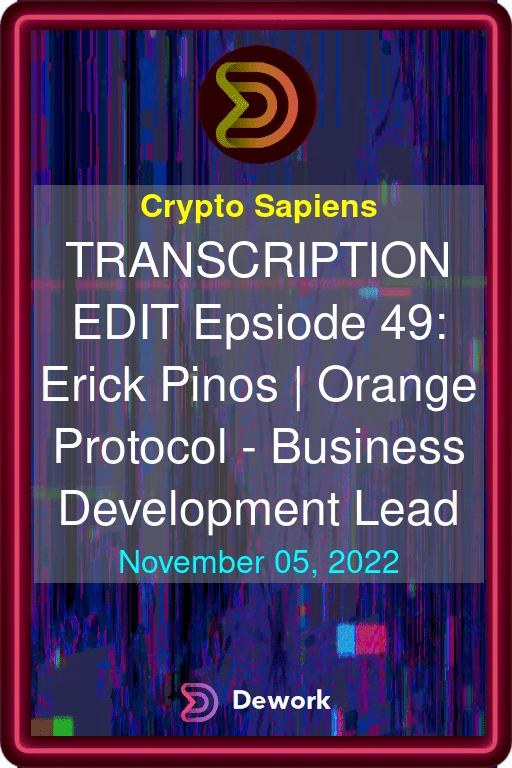 Crypto Sapiens
TRANSCRIPTION
EDIT Epsiode 49:
Erick Pinos | Orange
Protocol - Business
Development Lead
November 05, 2022
Dework